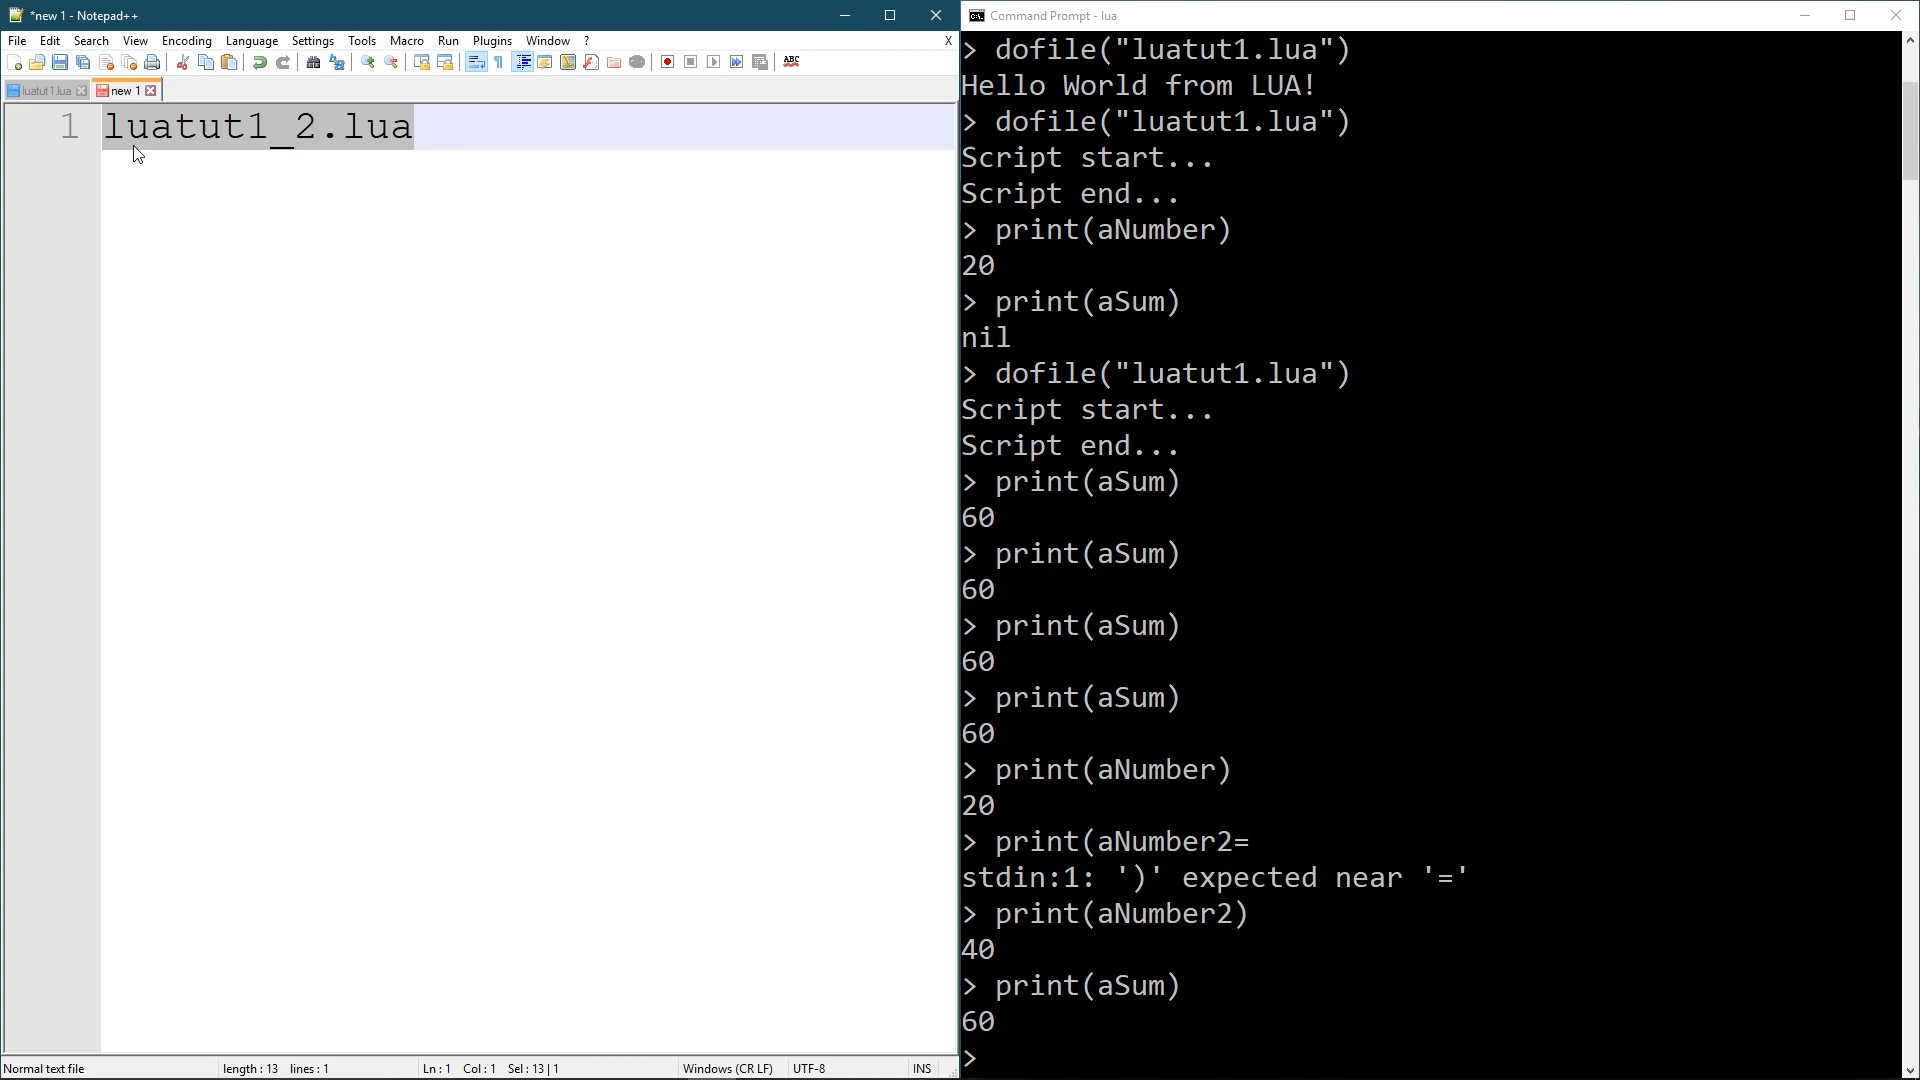 *new 1 - Notepad++
File Edit Search View Encoding Language Settings Tools Macro Run Plugins Window ? X
luatut1.lua new 1
1 luatut1_2.lua
Normal text file length : 13 lines : 1 Ln : 1 Col : 1 Sel : 13 | 1 Windows (CR LF) UTF-8 INS
Command Prompt - lua
> dofile("luatut1.lua")
Hello World from LUA!
> dofile("luatut1.lua")
Script start...
Script end...
> print(aNumber)
20
> print(aSum)
nil
> dofile("luatut1.lua")
Script start...
Script end...
> print(aSum)
60
> print(aSum)
60
> print(aSum)
60
> print(aSum)
60
> print(aNumber)
20
> print(aNumber2=
stdin:1: ')' expected near '='
> print(aNumber2)
40
> print(aSum)
60
>